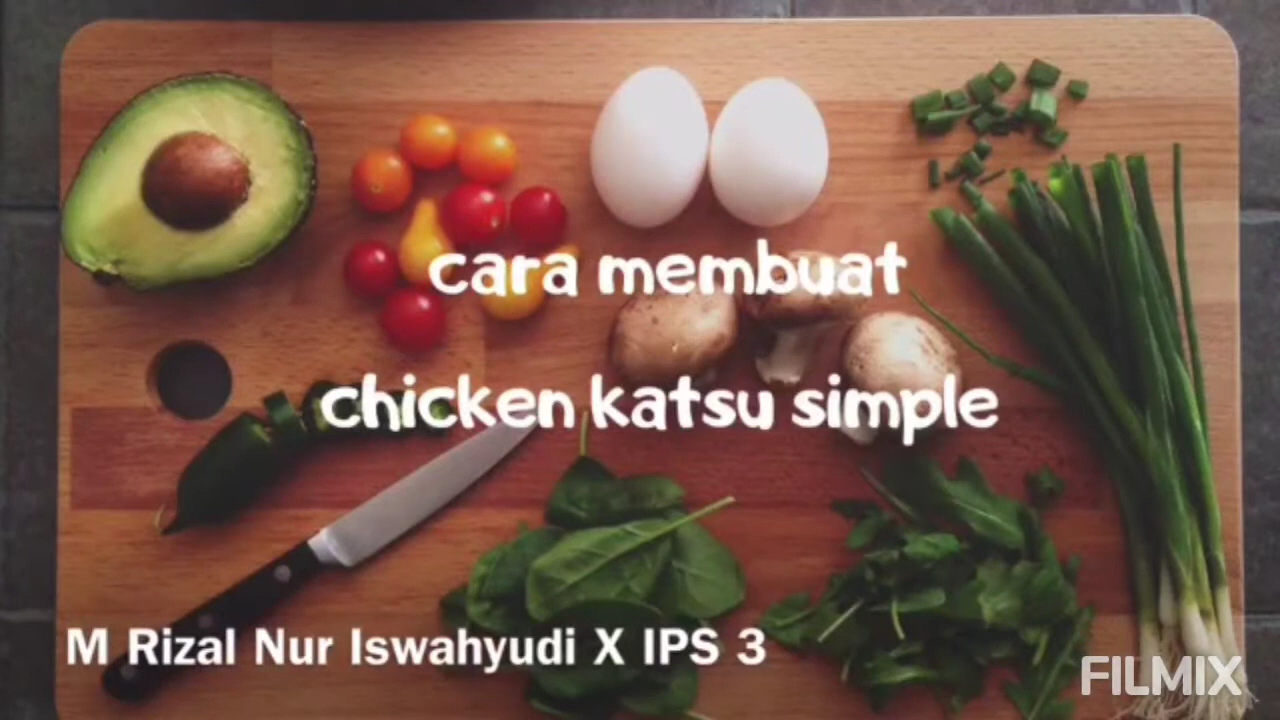 cara membuat
chicken katsu simple
M Rizal Nur Iswahyudi X IPS 3
FILMIX